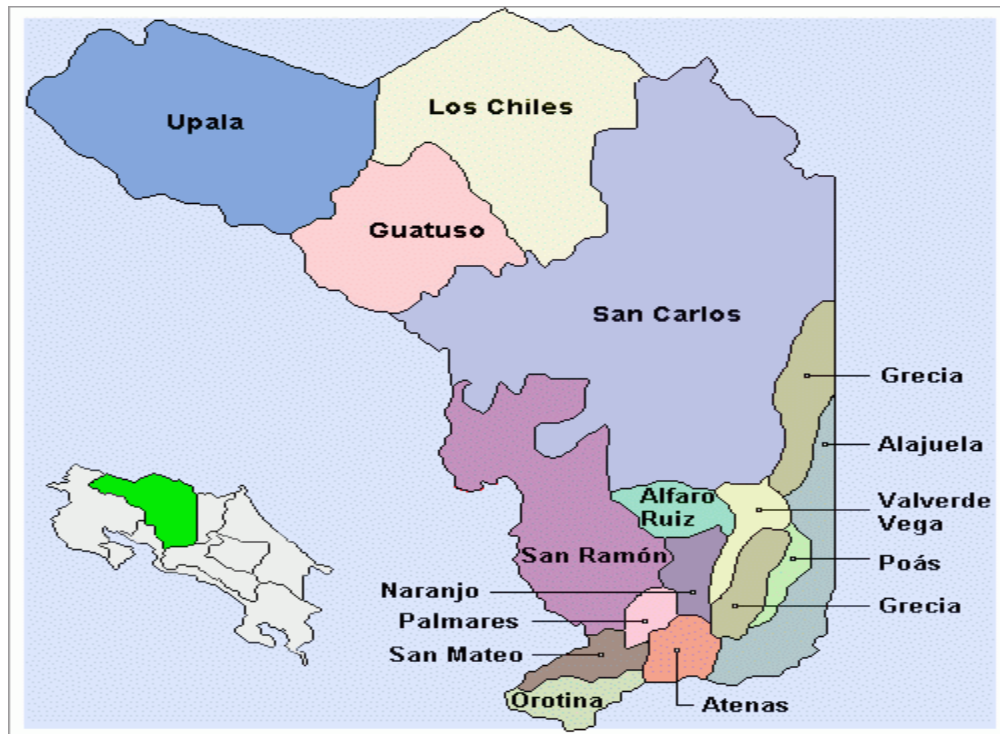 Los Chiles
Upala
Guatuso
San Carlos
Grecia
Alajuela
Alfaro
Ruiz
Valverde
Vega
San Ramón
Poás
Naranjo
Grecia
Palmares
San Mateo
Orotina
Atenas